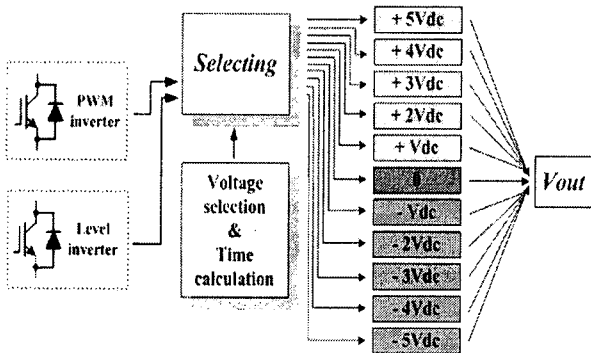 PWM
inverter
Level
inverter
Selecting
Voltage
selection
&
Time
calculation
+ 5Vdc
+ 4Vdc
+ 3Vdc
+ 2Vdc
+ Vdc
0
- Vdc
- 2Vdc
- 3Vdc
- 4Vdc
- 5Vdc
Vout